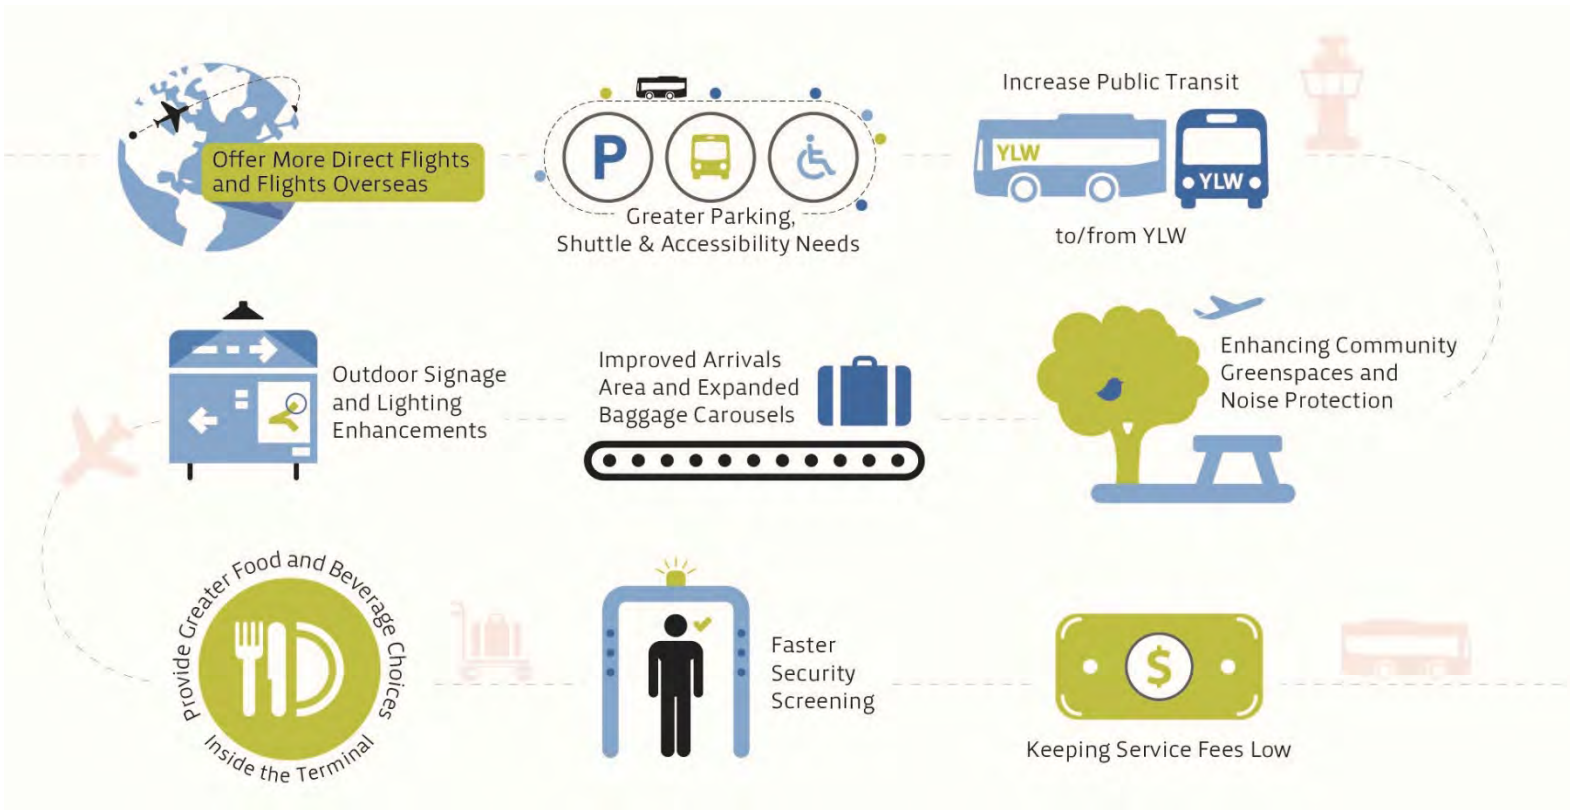 Offer More Direct Flights
and Flights Overseas
P
Greater Parking,
Shuttle & Accessibility Needs
Increase Public Transit
YLW
YLW
to/from YLW
Outdoor Signage
and Lighting
Enhancements
Improved Arrivals
Area and Expanded
Baggage Carousels
Enhancing Community
Greenspaces and
Noise Protection
Provide Greater Food and Beverage Choices
Inside the Terminal
Faster
Security
Screening
$
Keeping Service Fees Low